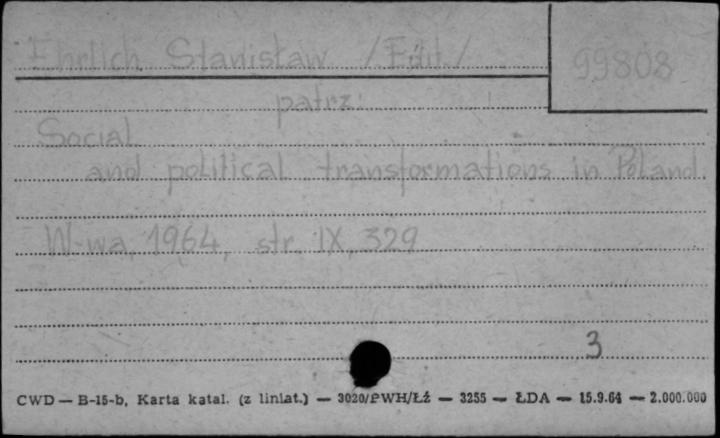 Ehrlich Stanisław /Edit./ 99808
patrz:
Social
and political transformations in Poland.
W-wa, 1964, str. IX, 329
3
CWD — B-15-b, Karta katal. (z liniat.) — 3020/PWH/Łź — 3255 — ŁDA — 15.9.64 — 2.000.000